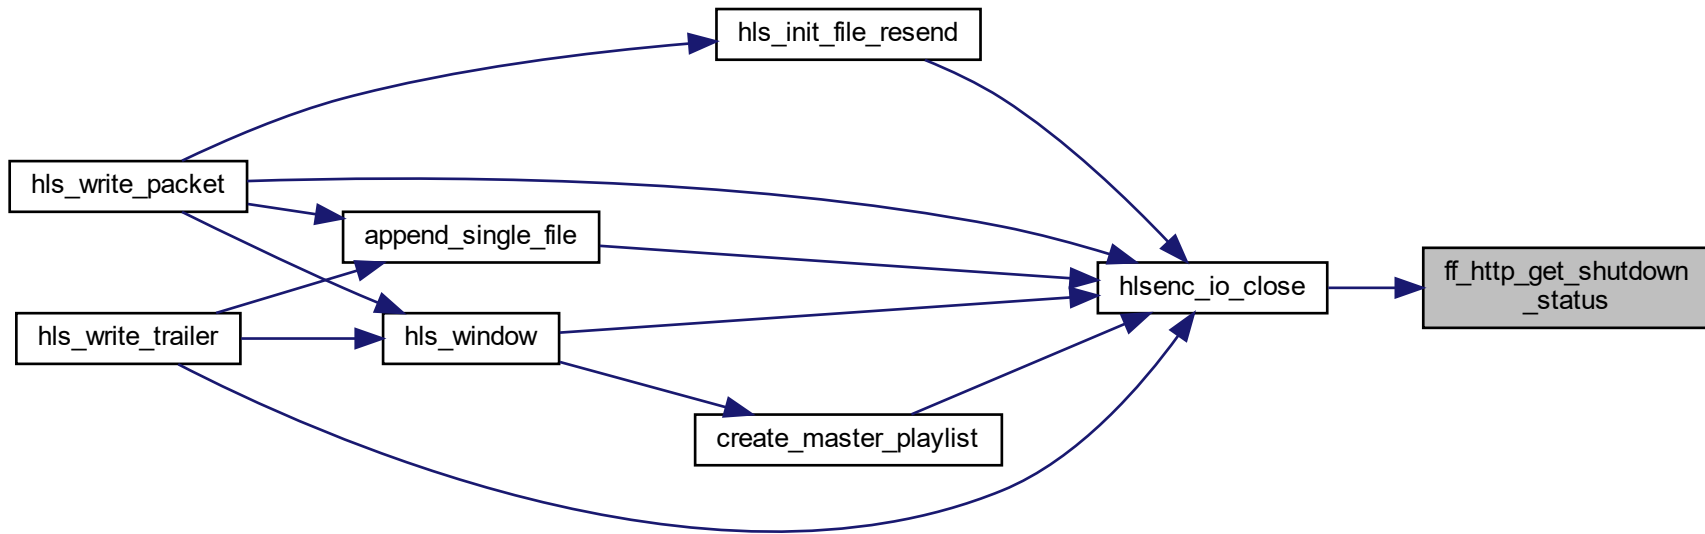 hls_init_file_resend
hls_write_packet
append_single_file
hlsenc_io_close
ff_http_get_shutdown
_status
hls_write_trailer
hls_window
create_master_playlist